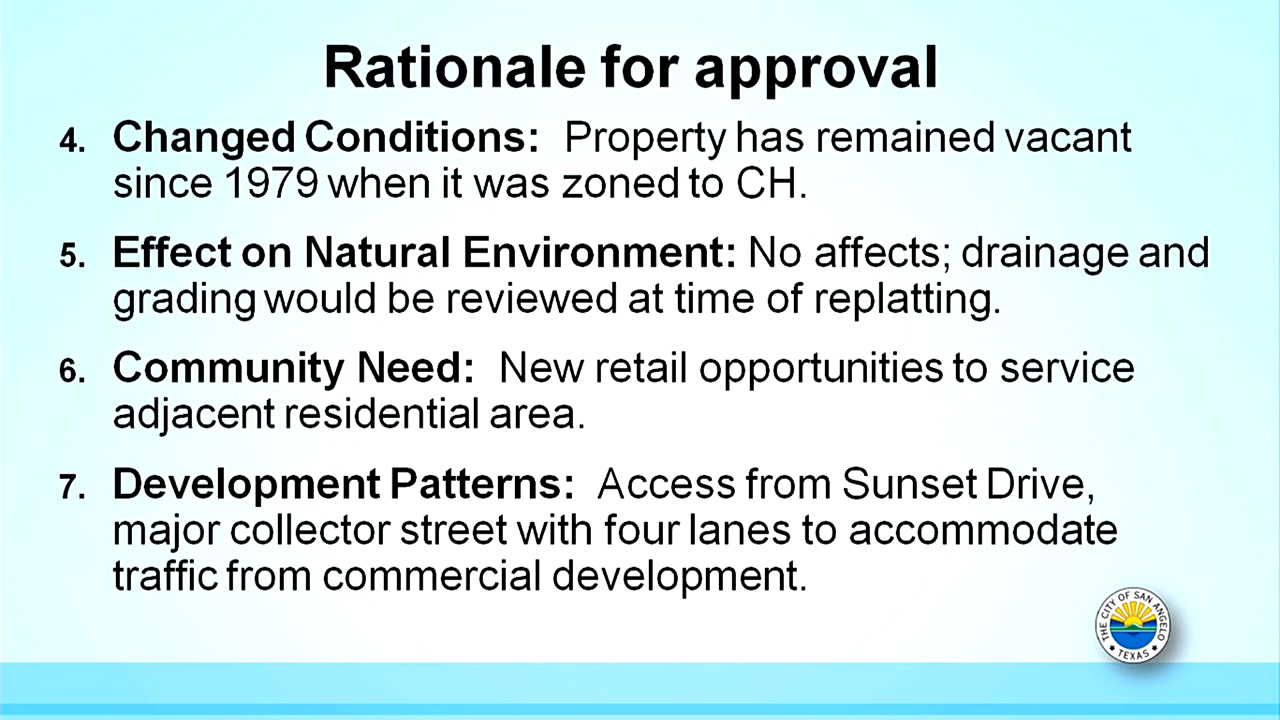 Rationale for approval
4. Changed Conditions: Property has remained vacant
since 1979 when it was zoned to CH.
5. Effect on Natural Environment: No affects; drainage and
grading would be reviewed at time of replatting.
6. Community Need: New retail opportunities to service
adjacent residential area.
7. Development Patterns: Access from Sunset Drive,
major collector street with four lanes to accommodate
traffic from commercial development.
THE CITY OF SAN ANGELO
TEXAS